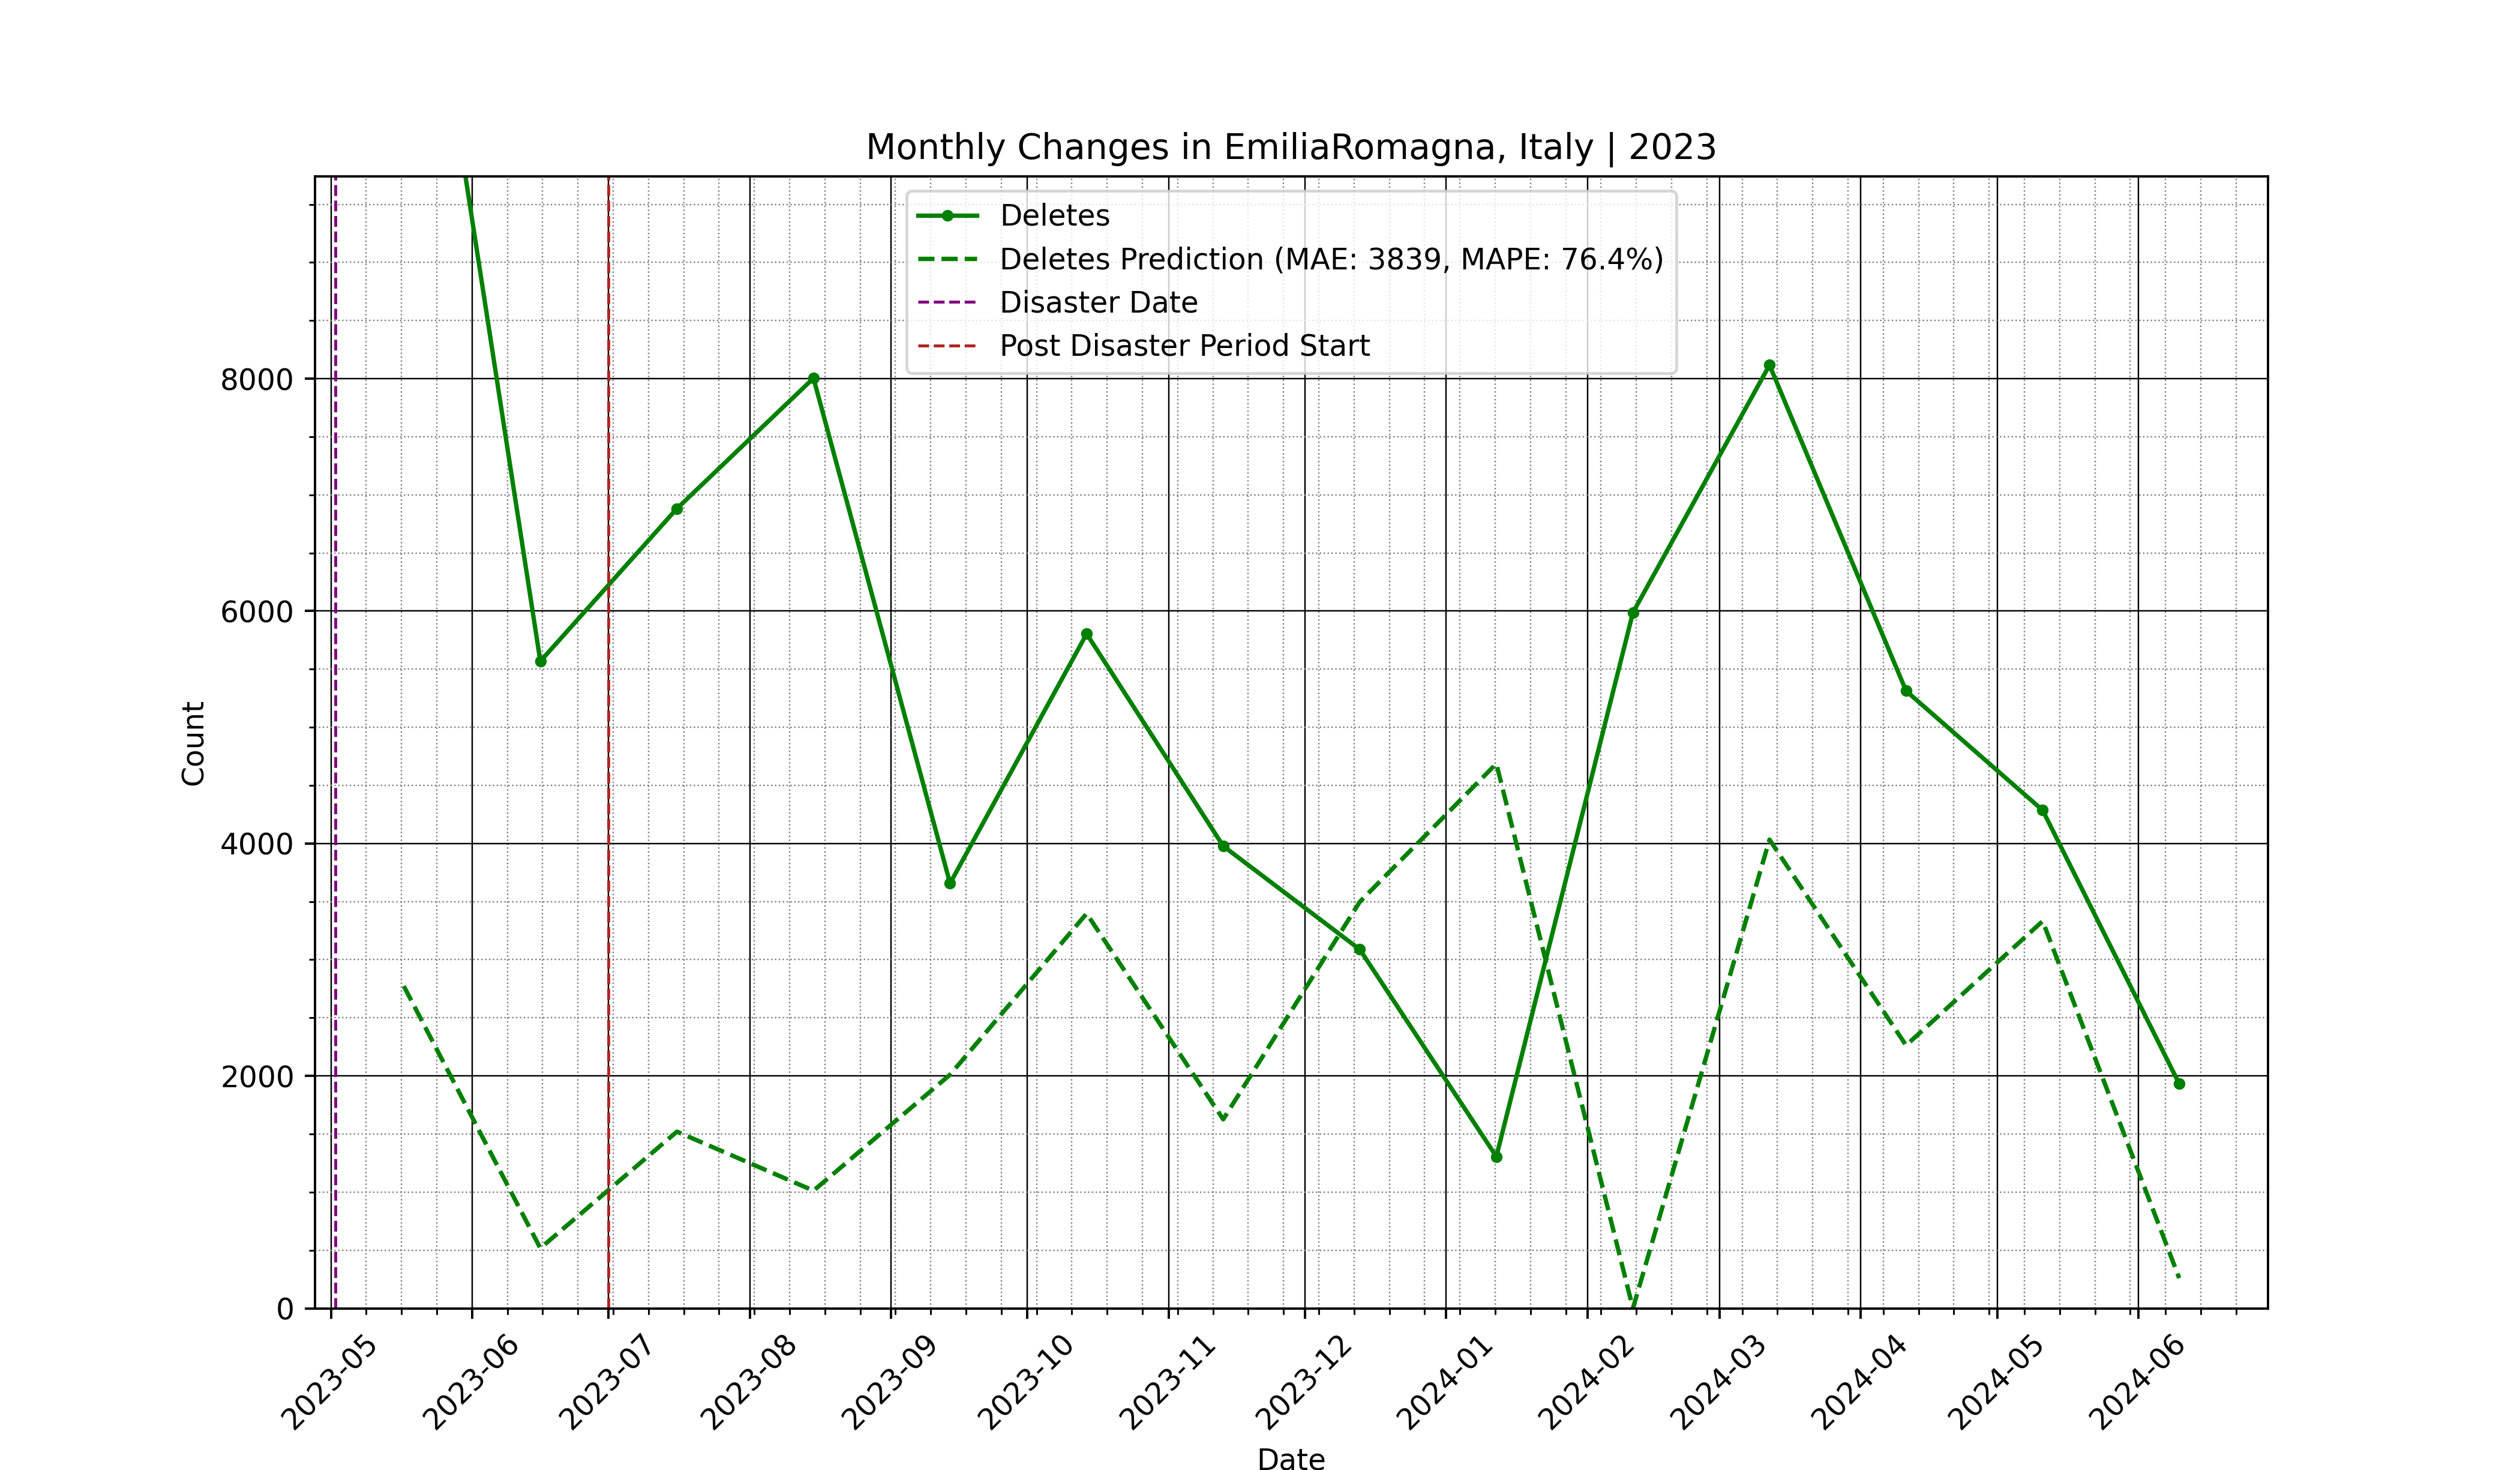 Monthly Changes in EmiliaRomagna, Italy | 2023
Deletes
Deletes Prediction (MAE: 3839, MAPE: 76.4%)
Disaster Date
Post Disaster Period Start
8000
6000
4000
2000
0
Count
2023-05
2023-06
2023-07
2023-08
2023-09
2023-10
2023-11
2023-12
2024-01
2024-02
2024-03
2024-04
2024-05
2024-06
Date